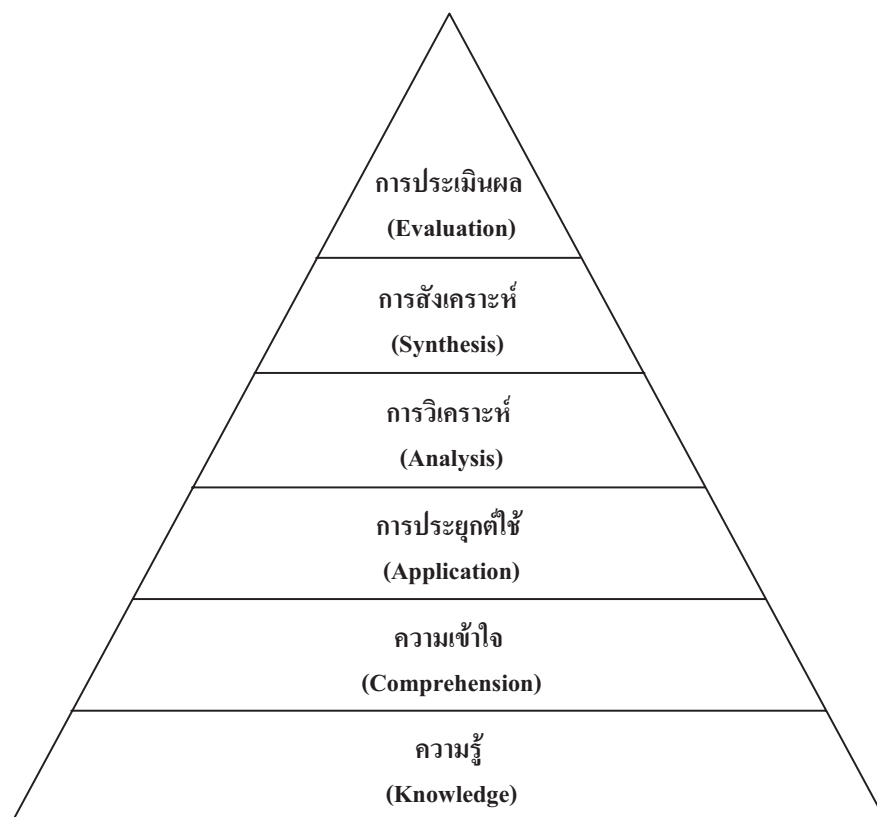 การประเมินผล
(Evaluation)
การสังเคราะห์
(Synthesis)
การวิเคราะห์
(Analysis)
การประยุกต์ใช้
(Application)
ความเข้าใจ
(Comprehension)
ความรู้
(Knowledge)